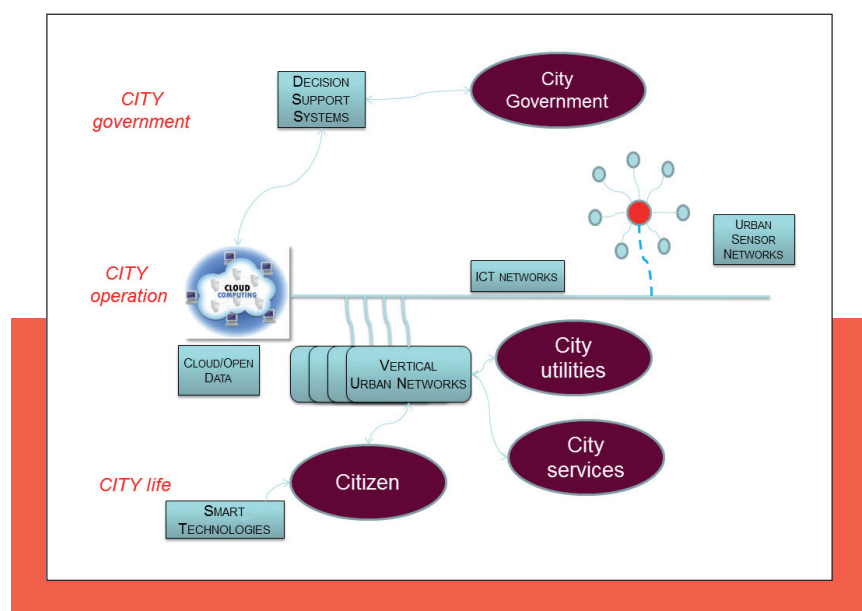 CITY
government
DECISION
SUPPORT
SYSTEMS
City
Government
URBAN
SENSOR
NETWORKS
CITY
operation
CLOUD
COMPUTING
ICT NETWORKS
CLOUD/OPEN
DATA
VERTICAL
URBAN NETWORKS
City
utilities
City
services
CITY life
Citizen
SMART
TECHNOLOGIES